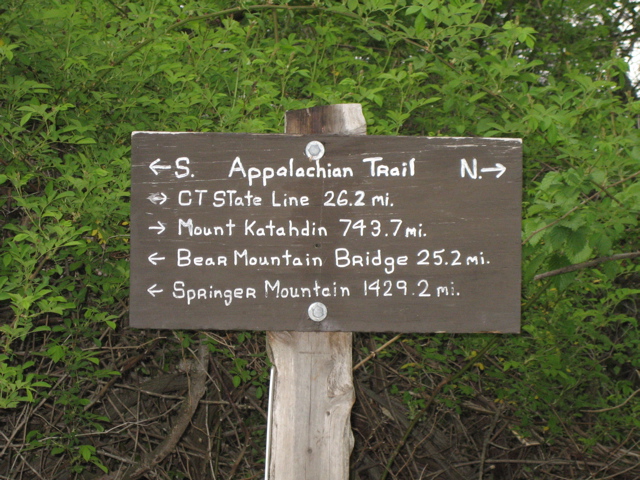 ← S. Appalachian Trail N. →
→ CT State Line 26.2 mi.
→ Mount Katahdin 743.7 mi.
← Bear Mountain Bridge 25.2 mi.
← Springer Mountain 1429.2 mi.